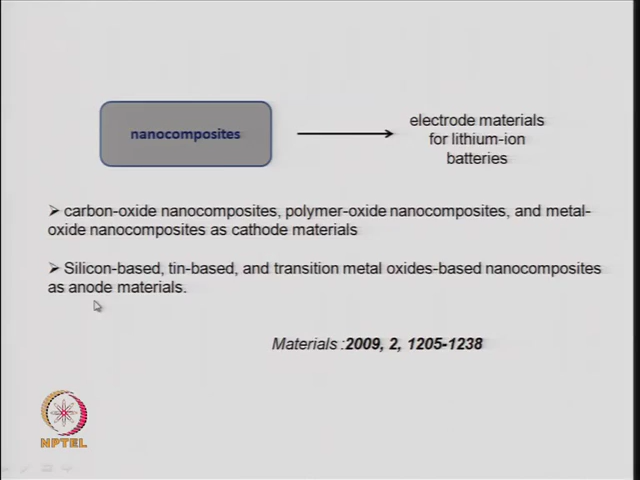 nanocomposites
electrode materials
for lithium-ion
batteries
➢ carbon-oxide nanocomposites, polymer-oxide nanocomposites, and metal-
oxide nanocomposites as cathode materials
➢ Silicon-based, tin-based, and transition metal oxides-based nanocomposites
as anode materials.
Materials :2009, 2, 1205-1238
NPTEL